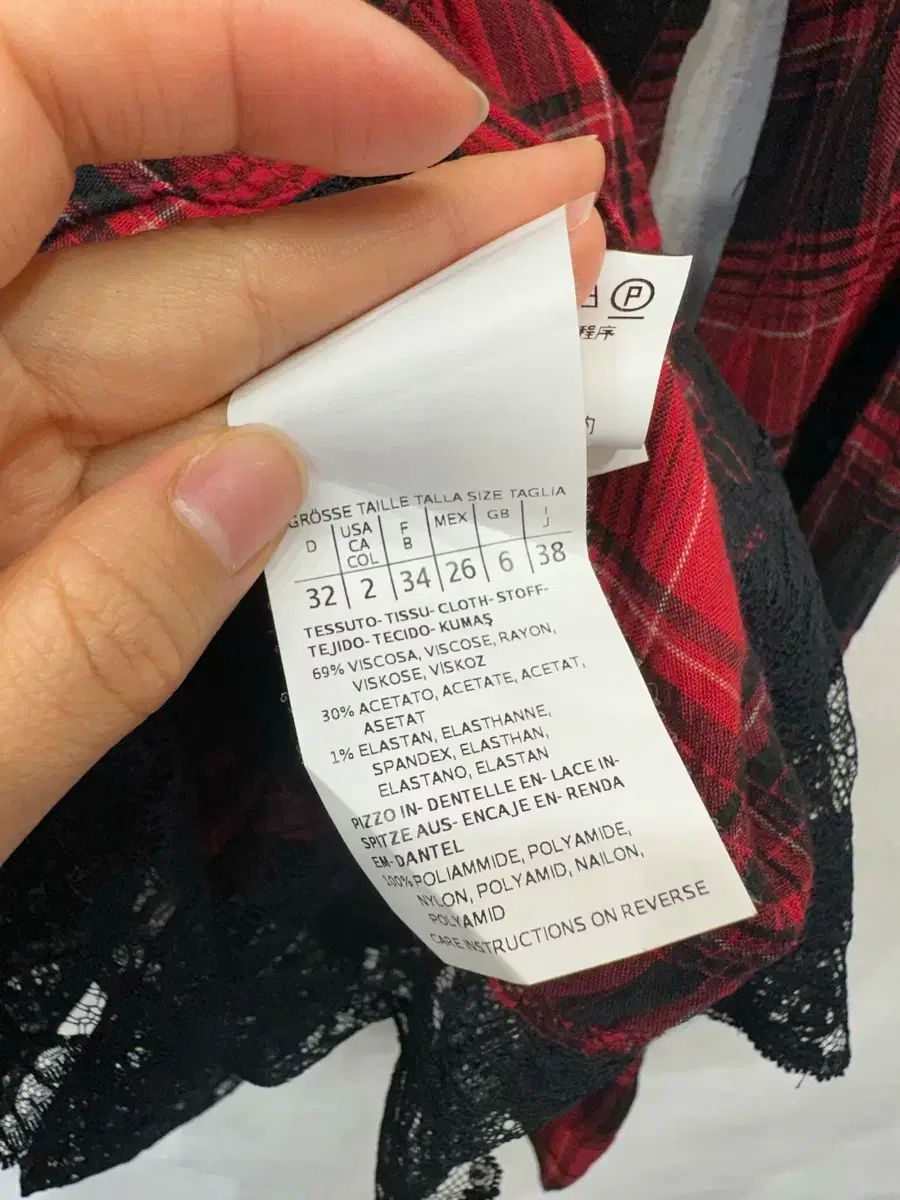 GRÖSSE TAILLE TALLA SIZE TAGLIA
D | USA CA COL | F B | MEX | GB | I J
32 | 2 | 34 | 26 | 6 | 38
TESSUTO- TISSU- CLOTH- STOFF-
TEJIDO- TECIDO- KUMAŞ
69% VISCOSA, VISCOSE, RAYON,
VISKOSE, VISKOZ
30% ACETATO, ACETATE, ACETAT,
ASETAT
1% ELASTAN, ELASTHANNE,
SPANDEX, ELASTHAN,
ELASTANO, ELASTAN
PIZZO IN- DENTELLE EN- LACE IN-
SPITZE AUS- ENCAJE EN- RENDA
EM- DANTEL
100% POLIAMMIDE, POLYAMIDE,
NYLON, POLYAMID, NAILON,
POLYAMID
CARE INSTRUCTIONS ON REVERSE
P
程序